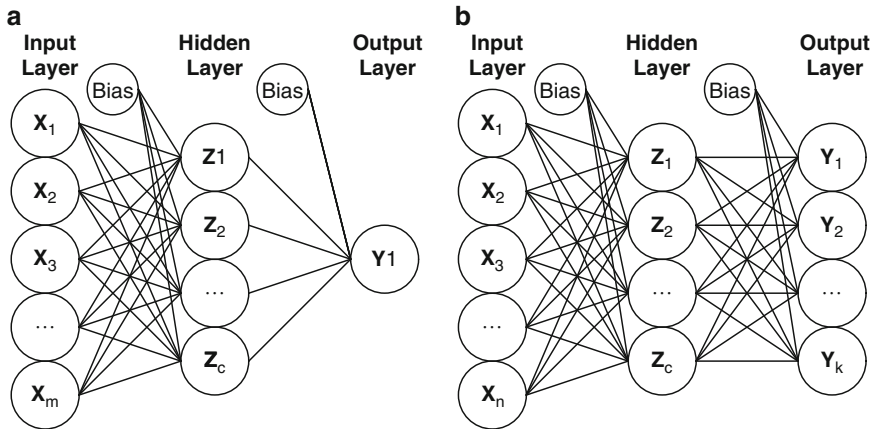 a
Input Layer
Hidden Layer
Output Layer
Bias
Bias
X1
X2
X3
...
Xm
Z1
Z2
...
Zc
Y1
b
Input Layer
Hidden Layer
Output Layer
Bias
Bias
X1
X2
X3
...
Xn
Z1
Z2
...
Zc
Y1
Y2
...
Yk